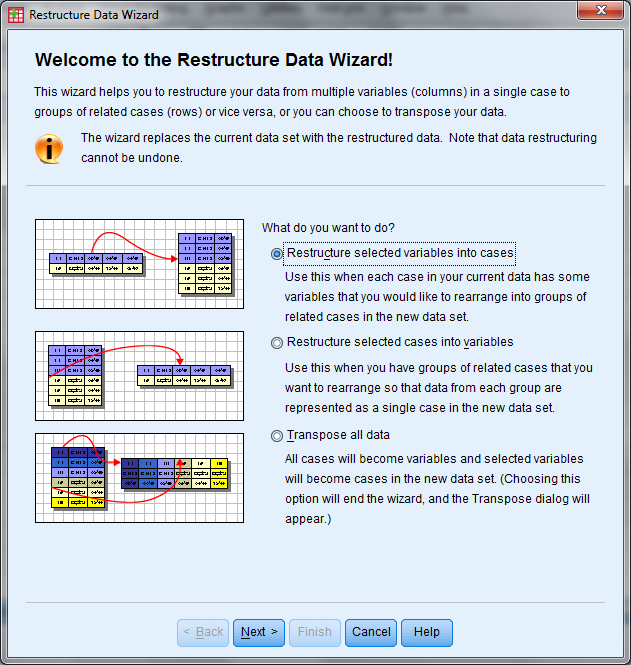 Restructure Data Wizard
Welcome to the Restructure Data Wizard!
This wizard helps you to restructure your data from multiple variables (columns) in a single case to
groups of related cases (rows) or vice versa, or you can choose to transpose your data.
The wizard replaces the current data set with the restructured data. Note that data restructuring
cannot be undone.
What do you want to do?
Restructure selected variables into cases
Use this when each case in your current data has some
variables that you would like to rearrange into groups of
related cases in the new data set.
Restructure selected cases into variables
Use this when you have groups of related cases that you
want to rearrange so that data from each group are
represented as a single case in the new data set.
Transpose all data
All cases will become variables and selected variables
will become cases in the new data set. (Choosing this
option will end the wizard, and the Transpose dialog will
appear.)
< Back Next > Finish Cancel Help